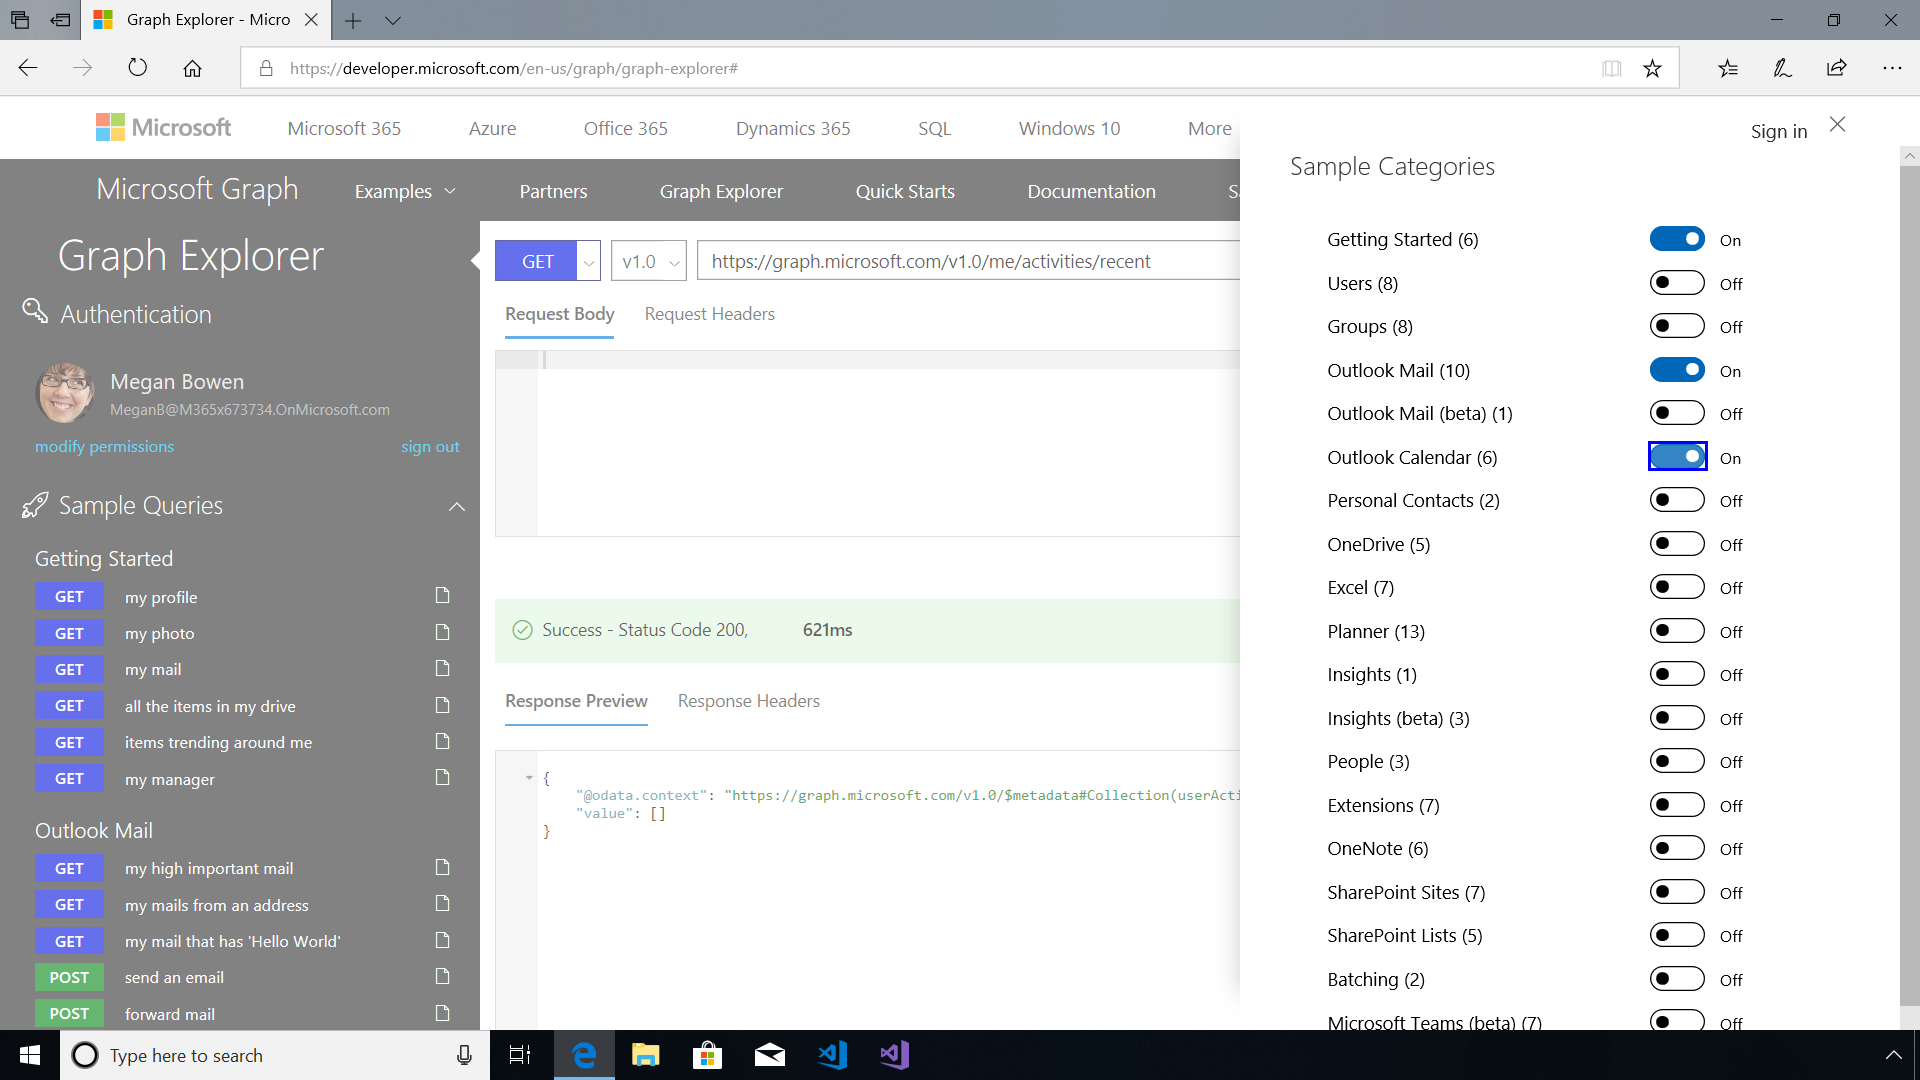 Graph Explorer - Micro
https://developer.microsoft.com/en-us/graph/graph-explorer#
Microsoft
Microsoft 365
Azure
Office 365
Dynamics 365
SQL
Windows 10
More
Sign in
Microsoft Graph
Examples
Partners
Graph Explorer
Quick Starts
Documentation
Graph Explorer
Authentication
Megan Bowen
MeganB@M365x673734.OnMicrosoft.com
modify permissions
sign out
Sample Queries
Getting Started
GET my profile
GET my photo
GET my mail
GET all the items in my drive
GET items trending around me
GET my manager
Outlook Mail
GET my high important mail
GET my mails from an address
GET my mail that has 'Hello World'
POST send an email
POST forward mail
GET
v1.0
https://graph.microsoft.com/v1.0/me/activities/recent
Request Body
Request Headers
Success - Status Code 200, 621ms
Response Preview
Response Headers
{
"@odata.context": "https://graph.microsoft.com/v1.0/$metadata#Collection(userActi
"value": []
}
Sample Categories
Getting Started (6) On
Users (8) Off
Groups (8) Off
Outlook Mail (10) On
Outlook Mail (beta) (1) Off
Outlook Calendar (6) On
Personal Contacts (2) Off
OneDrive (5) Off
Excel (7) Off
Planner (13) Off
Insights (1) Off
Insights (beta) (3) Off
People (3) Off
Extensions (7) Off
OneNote (6) Off
SharePoint Sites (7) Off
SharePoint Lists (5) Off
Batching (2) Off
Microsoft Teams (beta) (7) Off
Type here to search